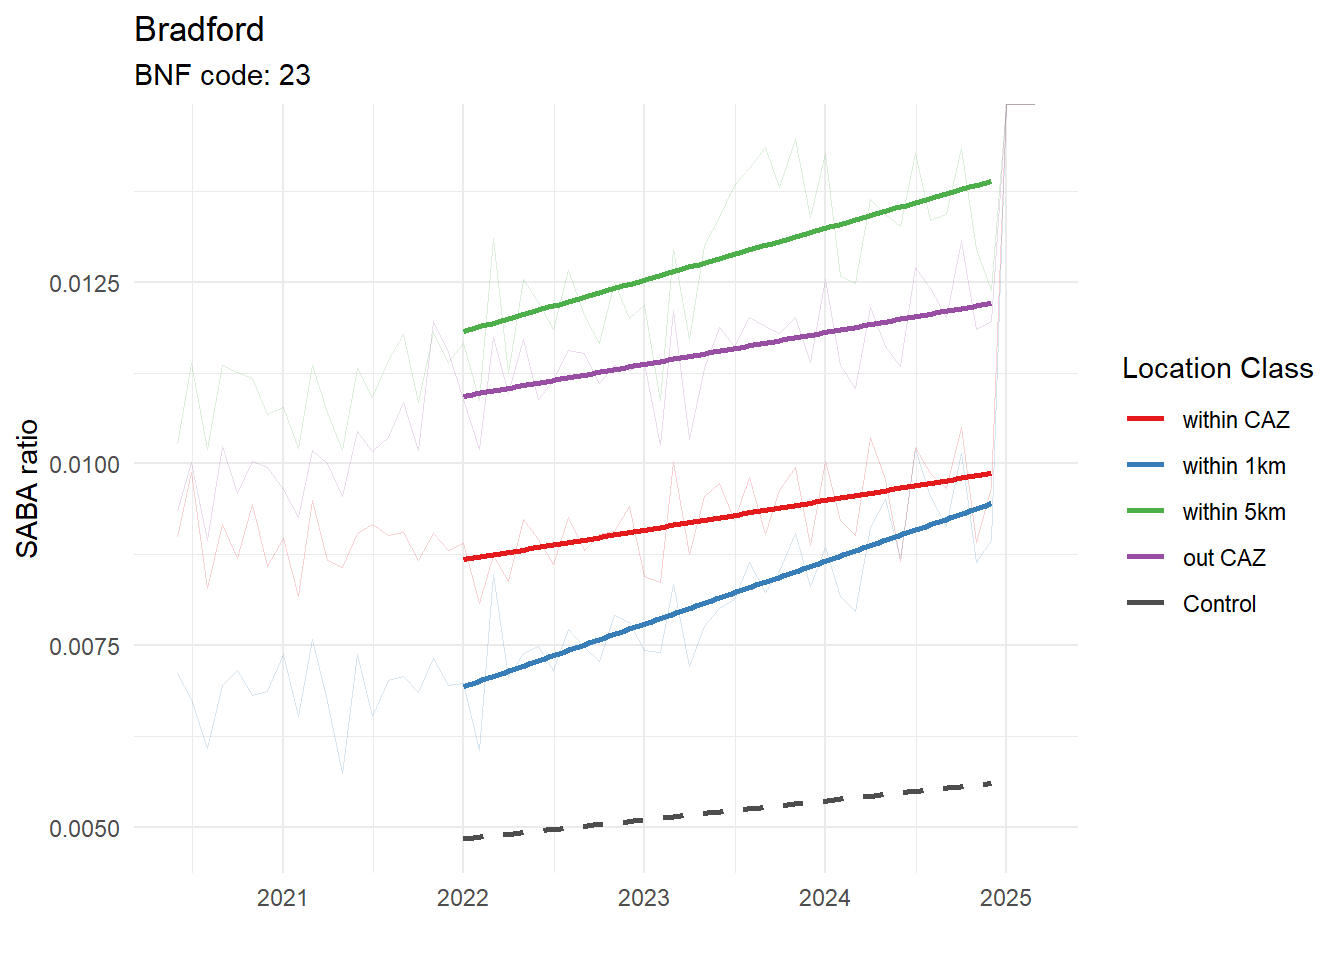 Bradford
BNF code: 23
SABA ratio
0.0125
0.0100
0.0075
0.0050
2021
2022
2023
2024
2025
Location Class
within CAZ
within 1km
within 5km
out CAZ
Control